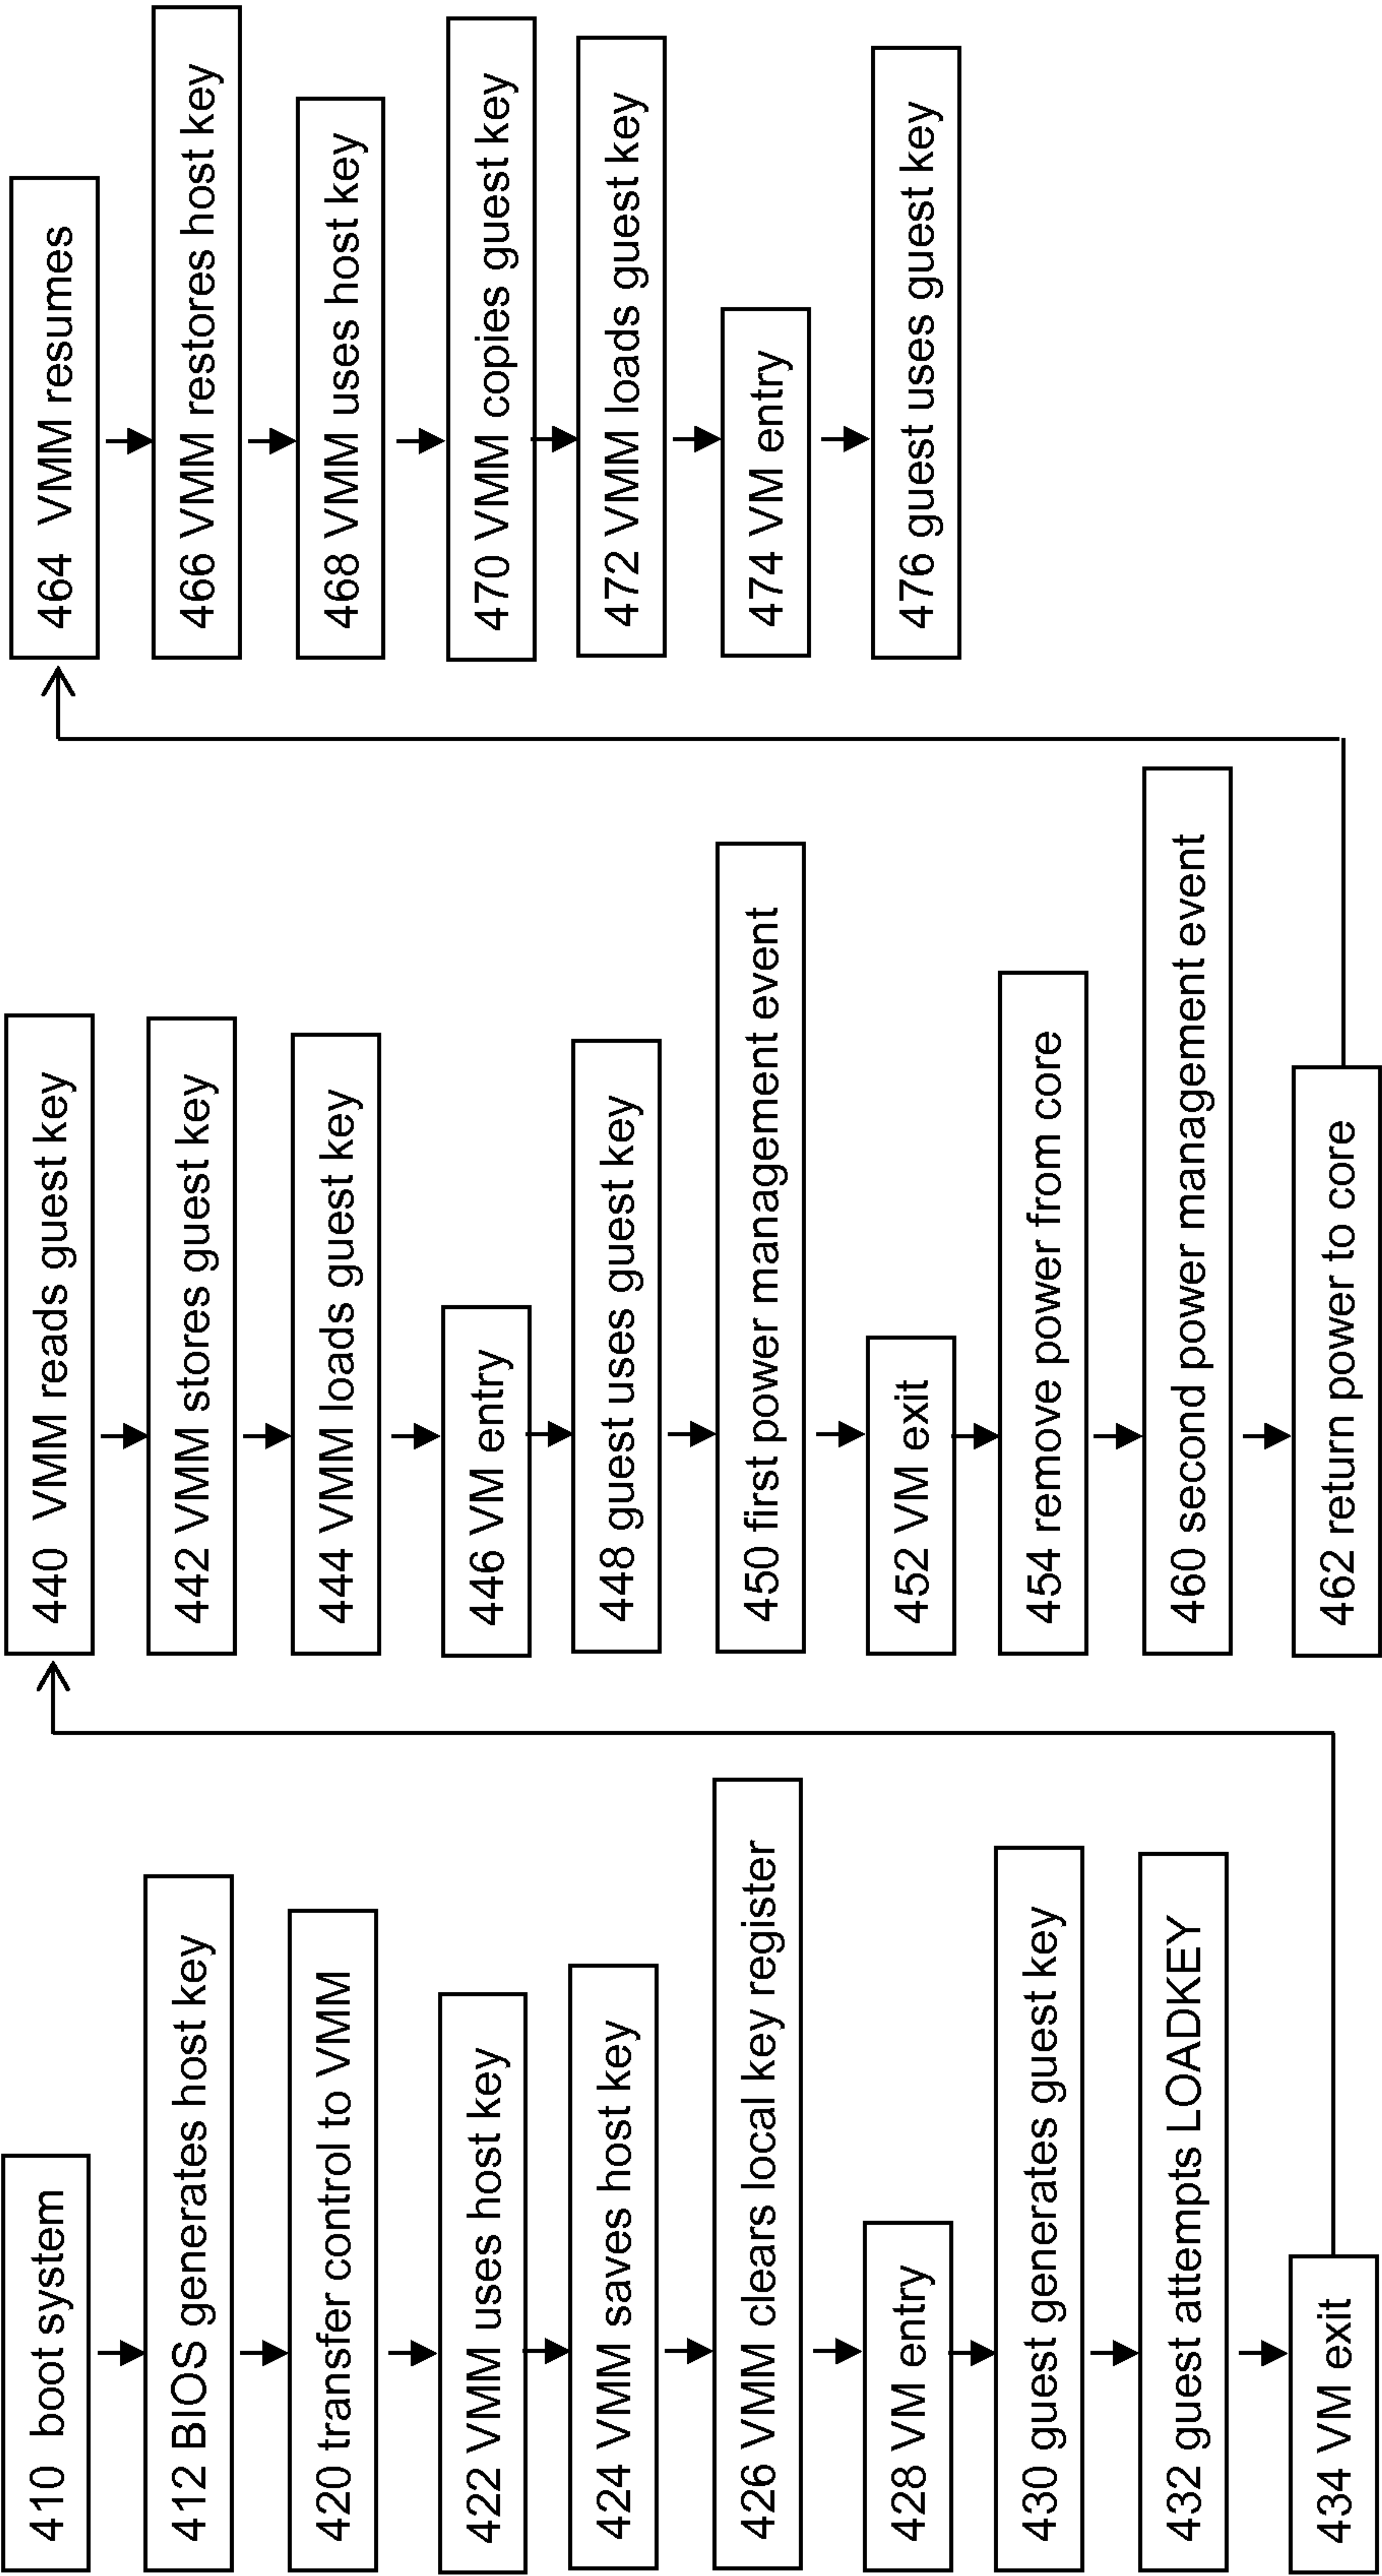 410 boot system
412 BIOS generates host key
420 transfer control to VMM
422 VMM uses host key
424 VMM saves host key
426 VMM clears local key register
428 VM entry
430 guest generates guest key
432 guest attempts LOADKEY
434 VM exit
440 VMM reads guest key
442 VMM stores guest key
444 VMM loads guest key
446 VM entry
448 guest uses guest key
450 first power management event
452 VM exit
454 remove power from core
460 second power management event
462 return power to core
464 VMM resumes
466 VMM restores host key
468 VMM uses host key
470 VMM copies guest key
472 VMM loads guest key
474 VM entry
476 guest uses guest key